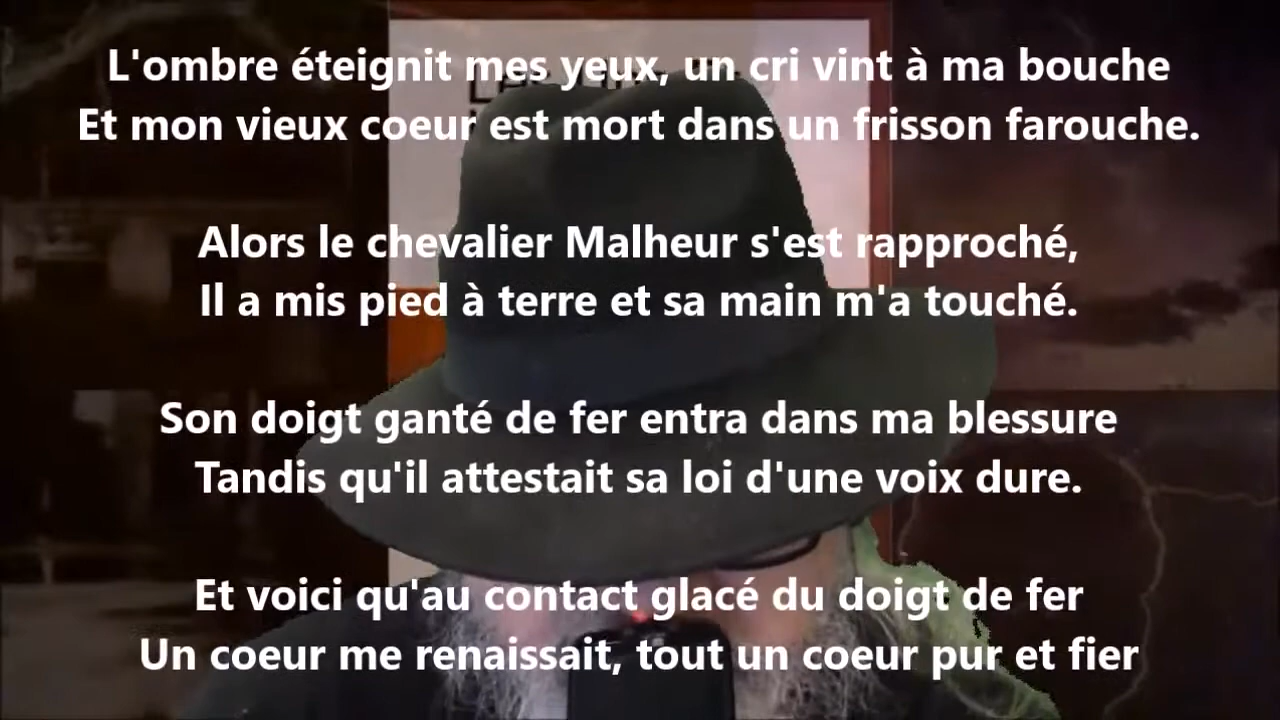 L'ombre éteignit mes yeux, un cri vint à ma bouche
Et mon vieux coeur est mort dans un frisson farouche.
Alors le chevalier Malheur s'est rapproché,
Il a mis pied à terre et sa main m'a touché.
Son doigt ganté de fer entra dans ma blessure
Tandis qu'il attestait sa loi d'une voix dure.
Et voici qu'au contact glacé du doigt de fer
Un coeur me renaissait, tout un coeur pur et fier